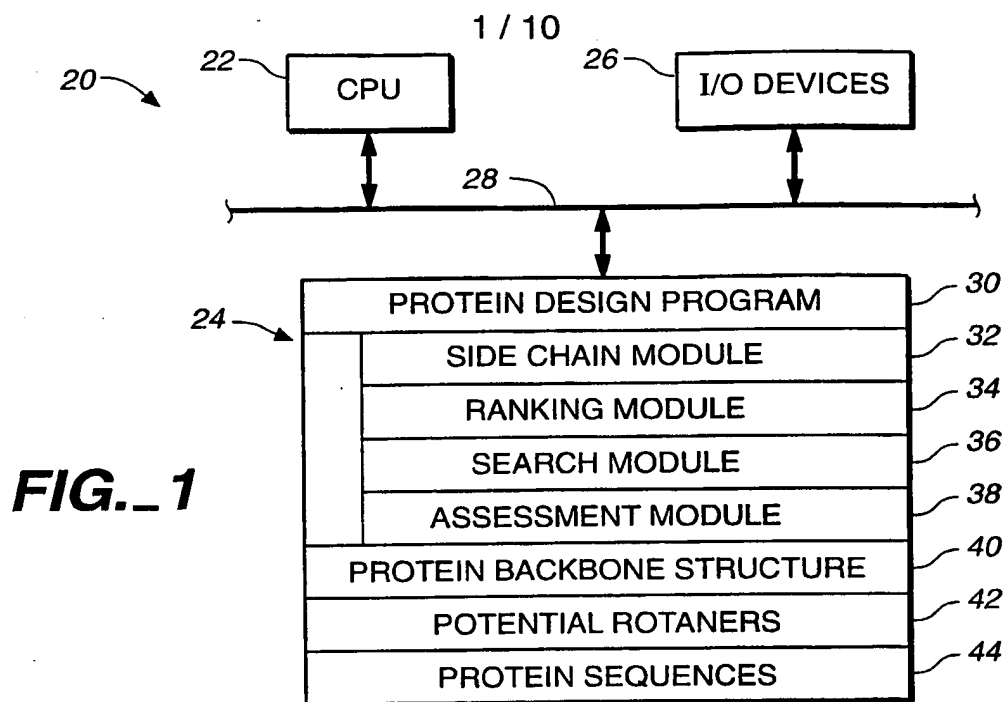 1 / 10
20
22
CPU
26
I/O DEVICES
28
24
PROTEIN DESIGN PROGRAM
30
SIDE CHAIN MODULE
32
RANKING MODULE
34
SEARCH MODULE
36
ASSESSMENT MODULE
38
PROTEIN BACKBONE STRUCTURE
40
POTENTIAL ROTANERS
42
PROTEIN SEQUENCES
44
FIG._1